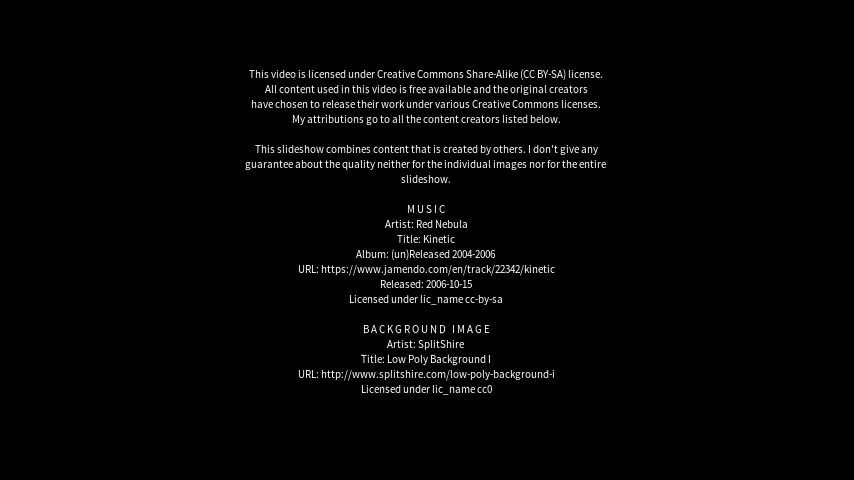 This video is licensed under Creative Commons Share-Alike (CC BY-SA) license.
All content used in this video is free available and the original creators
have chosen to release their work under various Creative Commons licenses.
My attributions go to all the content creators listed below.
This slideshow combines content that is created by others. I don't give any
guarantee about the quality neither for the individual images nor for the entire
slideshow.
MUSIC
Artist: Red Nebula
Title: Kinetic
Album: (un)Released 2004-2006
URL: https://www.jamendo.com/en/track/22342/kinetic
Released: 2006-10-15
Licensed under lic_name cc-by-sa
BACKGROUND IMAGE
Artist: SplitShire
Title: Low Poly Background I
URL: http://www.splitshire.com/low-poly-background-i
Licensed under lic_name cc0